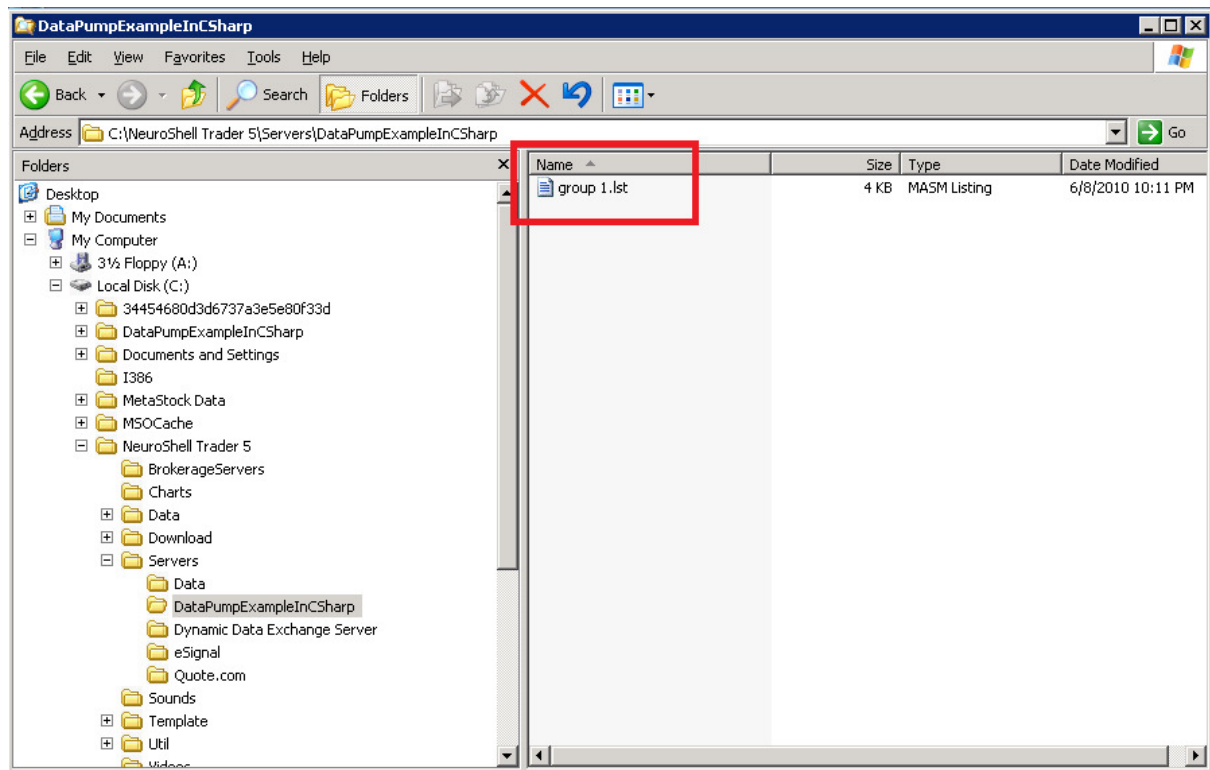 DataPumpExampleInCSharp
File Edit View Favorites Tools Help
Back Search Folders
Address C:\NeuroShell Trader 5\Servers\DataPumpExampleInCSharp Go
Folders
Desktop
My Documents
My Computer
3½ Floppy (A:)
Local Disk (C:)
34454680d3d6737a3e5e80f33d
DataPumpExampleInCSharp
Documents and Settings
I386
MetaStock Data
MSOCache
NeuroShell Trader 5
BrokerageServers
Charts
Data
Download
Servers
Data
DataPumpExampleInCSharp
Dynamic Data Exchange Server
eSignal
Quote.com
Sounds
Template
Util
Videos
Name Size Type Date Modified
group 1.lst 4 KB MASM Listing 6/8/2010 10:11 PM